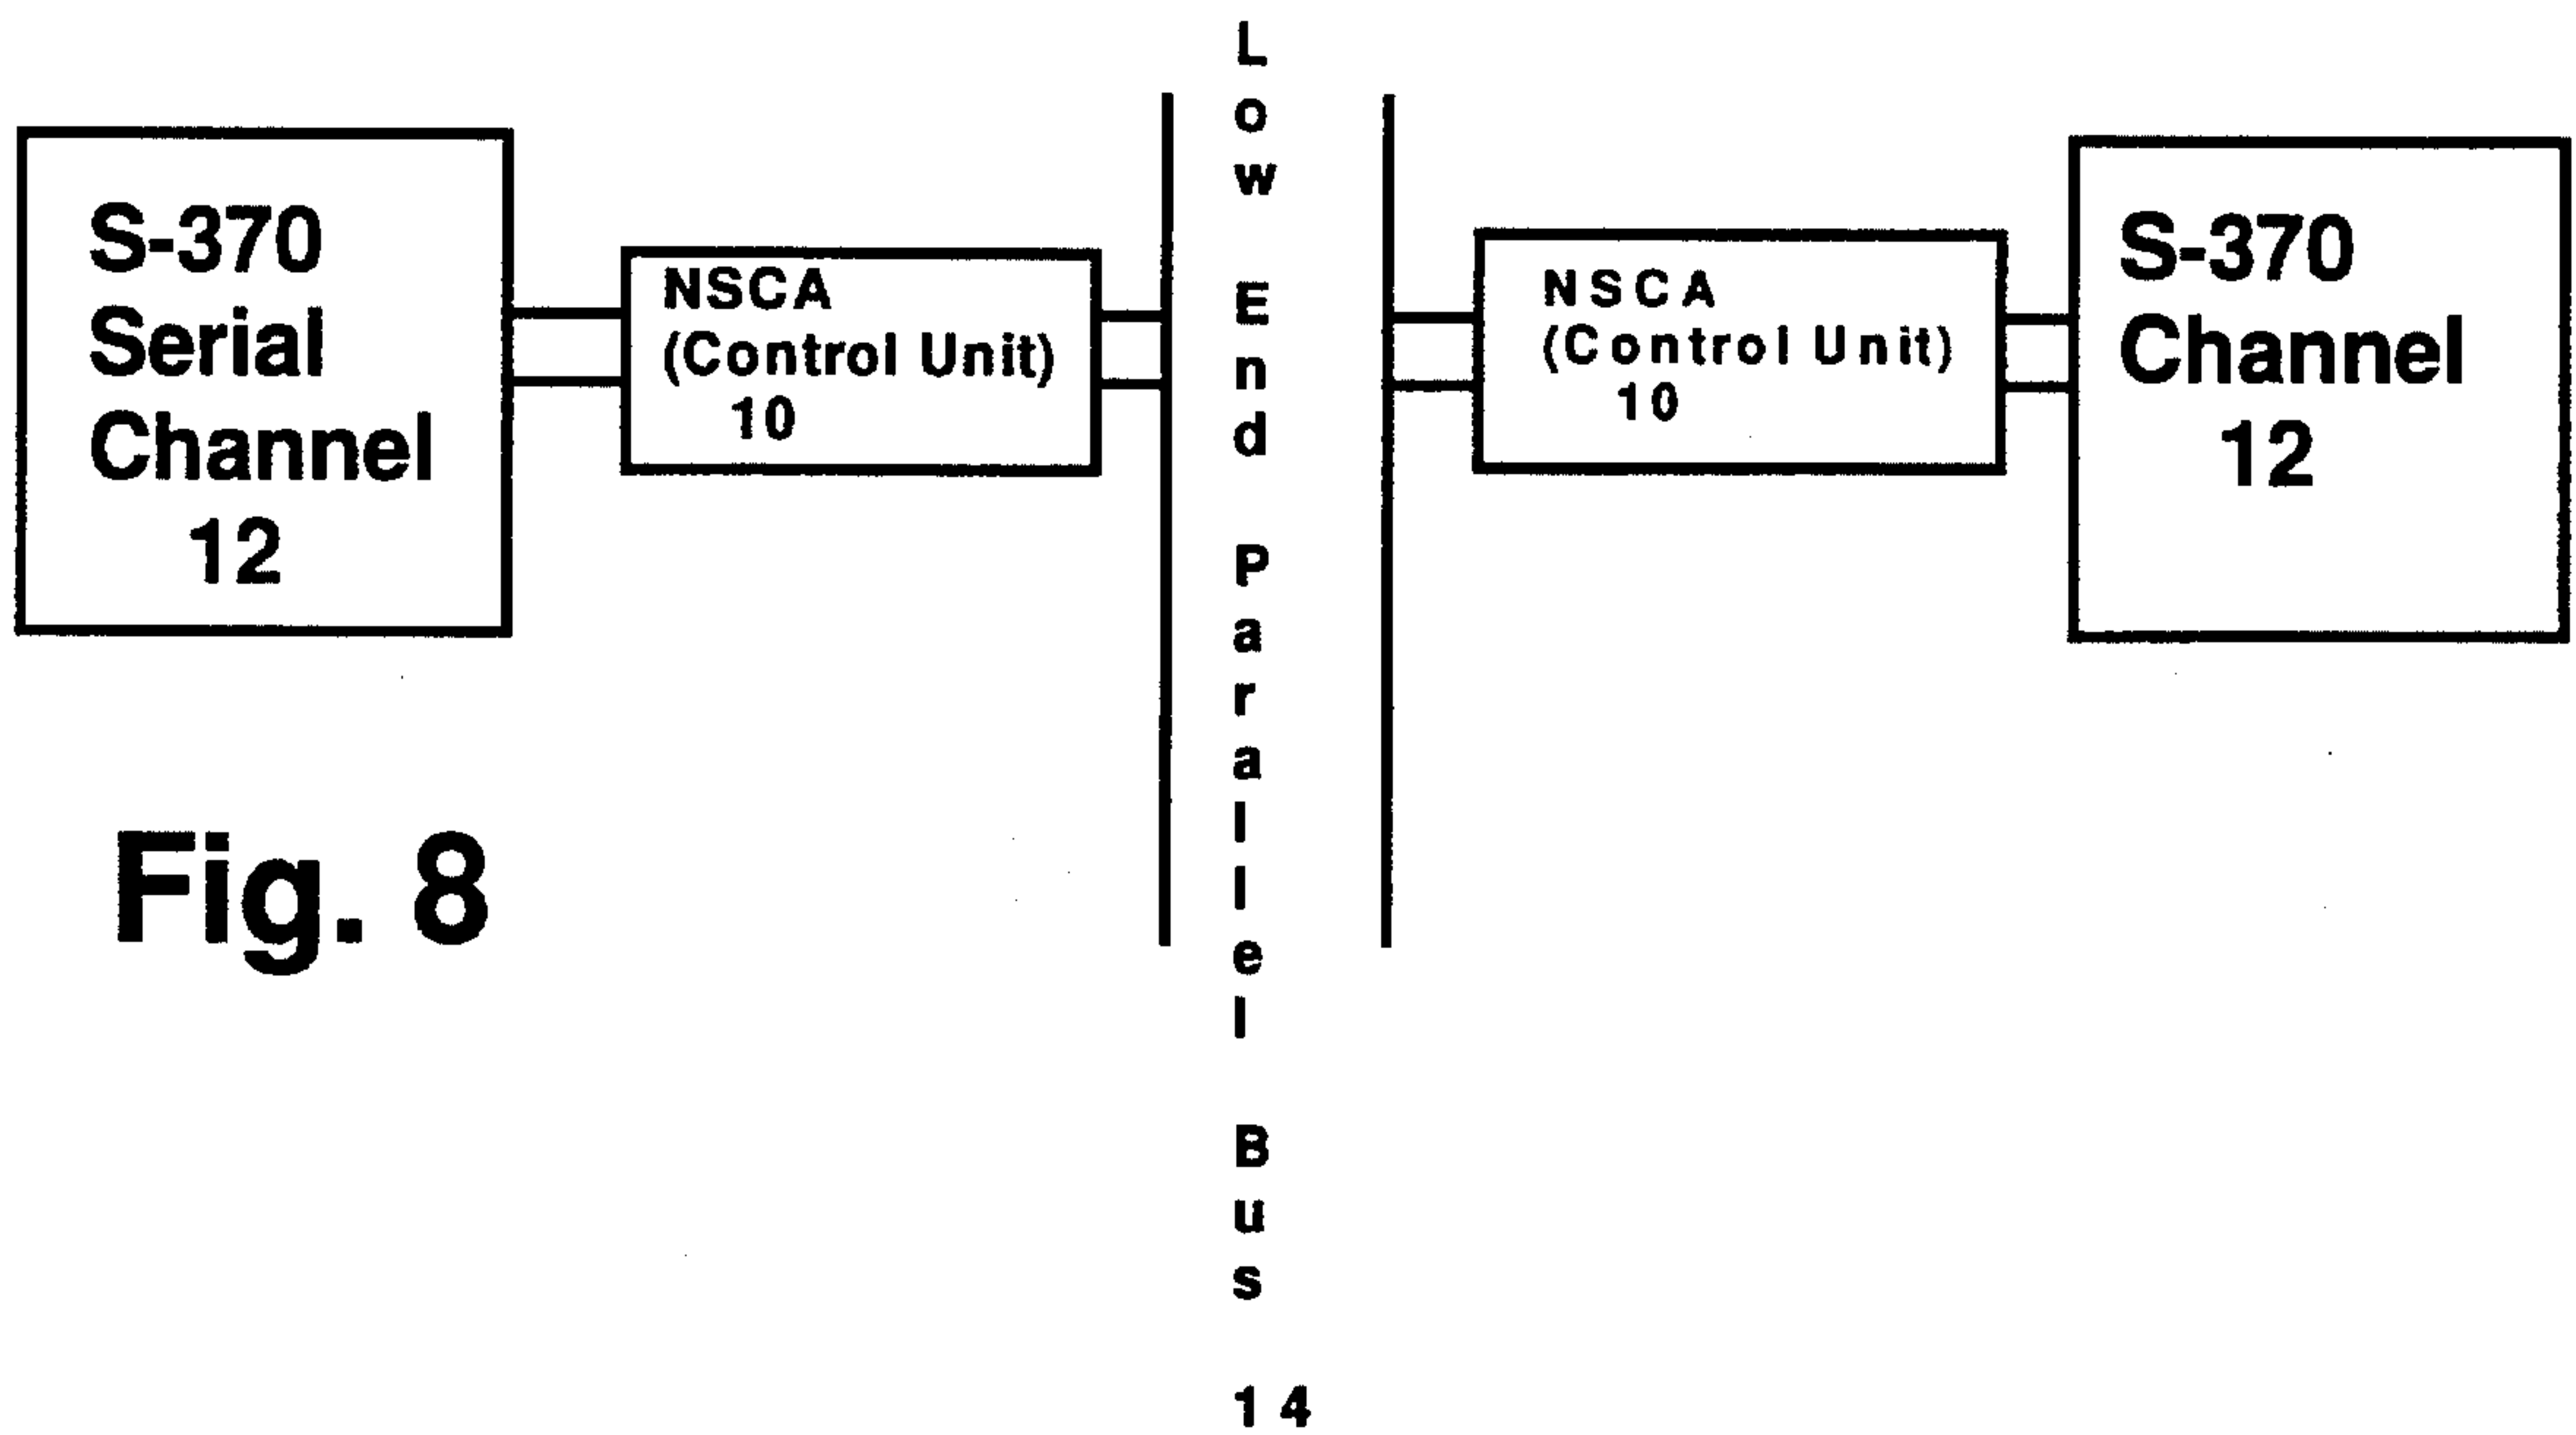 S-370
Serial
Channel
12
NSCA
(Control Unit)
10
Low End Parallel Bus 14
NSCA
(Control Unit)
10
S-370
Channel
12
Fig. 8